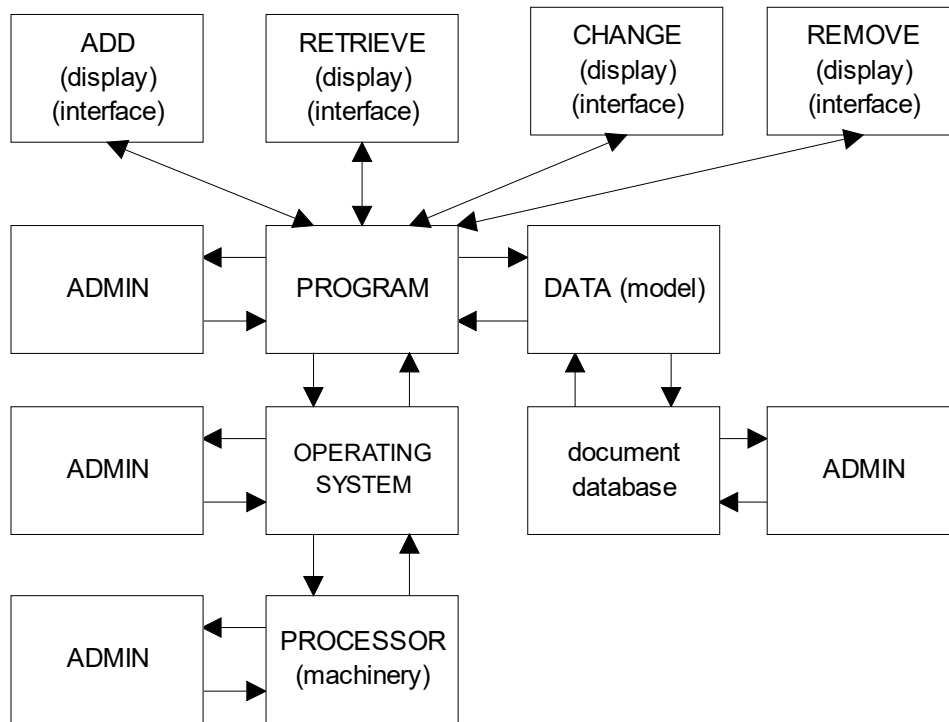 ADD
(display)
(interface)
RETRIEVE
(display)
(interface)
CHANGE
(display)
(interface)
REMOVE
(display)
(interface)
ADMIN
PROGRAM
DATA (model)
ADMIN
OPERATING
SYSTEM
document
database
ADMIN
ADMIN
PROCESSOR
(machinery)